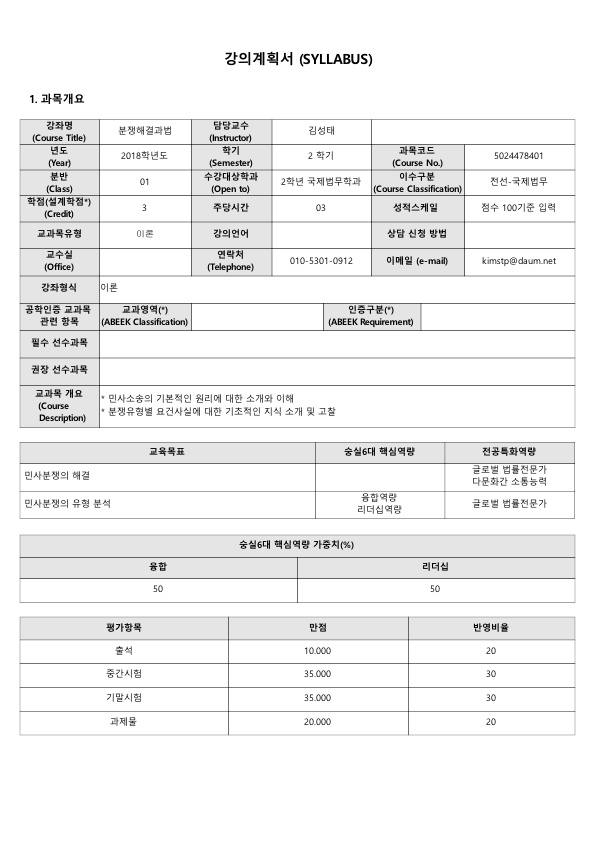 강의계획서 (SYLLABUS)
1. 과목개요
강좌명 분쟁해결과법 담당교수 김성태
(Course Title) (Instructor)
년도 2018학년도 학기 2 학기 과목코드 5024478401
(Year) (Semester) (Course No.)
분반 01 수강대상학과 2학년 국제법무학과 이수구분 전선-국제법무
(Class) (Open to) (Course Classification)
학점(설계학점*) 3 주당시간 03 성적스케일 점수 100기준 입력
(Credit)
교과목유형 이론 강의언어 상담 신청 방법
교수실 연락처 010-5301-0912 이메일 (e-mail) kimstp@daum.net
(Office) (Telephone)
강좌형식 이론
공학인증 교과목 교과영역(*) 인증구분(*)
관련 항목 (ABEEK Classification) (ABEEK Requirement)
필수 선수과목
권장 선수과목
교과목 개요 * 민사소송의 기본적인 원리에 대한 소개와 이해
(Course * 분쟁유형별 요건사실에 대한 기초적인 지식 소개 및 고찰
Description)
교육목표 숭실6대 핵심역량 전공특화역량
민사분쟁의 해결 글로벌 법률전문가
다문화간 소통능력
민사분쟁의 유형 분석 융합역량 글로벌 법률전문가
리더십역량
숭실6대 핵심역량 가중치(%)
융합 리더십
50 50
평가항목 만점 반영비율
출석 10.000 20
중간시험 35.000 30
기말시험 35.000 30
과제물 20.000 20